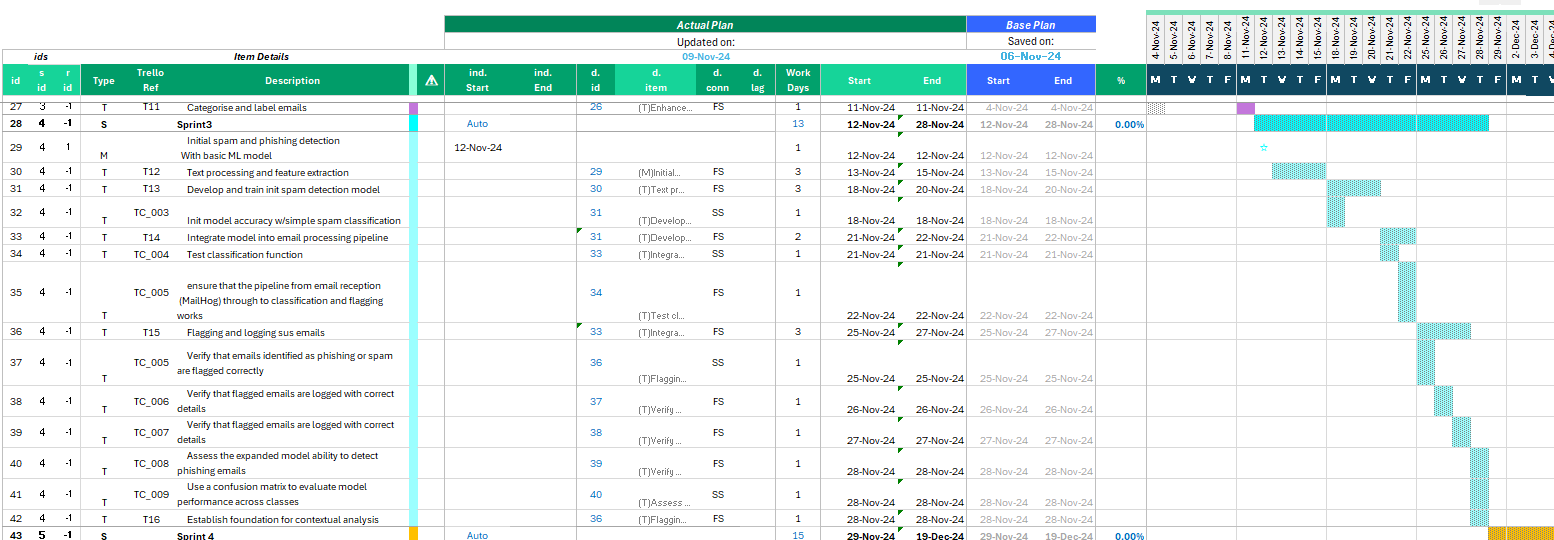 Actual Plan Base Plan
Updated on: Saved on:
ids Item Details 09-Nov-24 06-Nov-24
4-Nov-24 5-Nov-24 6-Nov-24 7-Nov-24 8-Nov-24 11-Nov-24 12-Nov-24 13-Nov-24 14-Nov-24 15-Nov-24 18-Nov-24 19-Nov-24 20-Nov-24 21-Nov-24 22-Nov-24 25-Nov-24 26-Nov-24 27-Nov-24 28-Nov-24 29-Nov-24 2-Dec-24 3-Dec-24
id s id r id Type Trello Ref Description ind. Start ind. End d. id d. item d. conn d. lag Work Days Start End Start End % M T W T F M T W T F M T W T F M T W T F M T W
27 3 -1 T T11 Categorise and label emails 26 (T)Enhance... FS 1 11-Nov-24 11-Nov-24 4-Nov-24 4-Nov-24
28 4 -1 S Sprint3 Auto 13 12-Nov-24 28-Nov-24 12-Nov-24 28-Nov-24 0.00%
29 4 1 M Initial spam and phishing detection
With basic ML model 12-Nov-24 1 12-Nov-24 12-Nov-24 12-Nov-24 12-Nov-24
30 4 -1 T T12 Text processing and feature extraction 29 (M)Initial... FS 3 13-Nov-24 15-Nov-24 13-Nov-24 15-Nov-24
31 4 -1 T T13 Develop and train init spam detection model 30 (T)Text pr... FS 3 18-Nov-24 20-Nov-24 18-Nov-24 20-Nov-24
32 4 -1 T TC_003 Init model accuracy w/simple spam classification 31 (T)Develop... SS 1 18-Nov-24 18-Nov-24 18-Nov-24 18-Nov-24
33 4 -1 T T14 Integrate model into email processing pipeline 31 (T)Develop... FS 2 21-Nov-24 22-Nov-24 21-Nov-24 22-Nov-24
34 4 -1 T TC_004 Test classification function 33 (T)Integra... SS 1 21-Nov-24 21-Nov-24 21-Nov-24 21-Nov-24
35 4 -1 T TC_005 ensure that the pipeline from email reception
(MailHog) through to classification and flagging
works 34 (T)Test cl... FS 1 22-Nov-24 22-Nov-24 22-Nov-24 22-Nov-24
36 4 -1 T T15 Flagging and logging sus emails 33 (T)Integra... FS 3 25-Nov-24 27-Nov-24 25-Nov-24 27-Nov-24
37 4 -1 T TC_005 Verify that emails identified as phishing or spam
are flagged correctly 36 (T)Flaggin... SS 1 25-Nov-24 25-Nov-24 25-Nov-24 25-Nov-24
38 4 -1 T TC_006 Verify that flagged emails are logged with correct
details 37 (T)Verify ... FS 1 26-Nov-24 26-Nov-24 26-Nov-24 26-Nov-24
39 4 -1 T TC_007 Verify that flagged emails are logged with correct
details 38 (T)Verify ... FS 1 27-Nov-24 27-Nov-24 27-Nov-24 27-Nov-24
40 4 -1 T TC_008 Assess the expanded model ability to detect
phishing emails 39 (T)Verify ... FS 1 28-Nov-24 28-Nov-24 28-Nov-24 28-Nov-24
41 4 -1 T TC_009 Use a confusion matrix to evaluate model
performance across classes 40 (T)Assess ... SS 1 28-Nov-24 28-Nov-24 28-Nov-24 28-Nov-24
42 4 -1 T T16 Establish foundation for contextual analysis 36 (T)Flaggin... FS 1 28-Nov-24 28-Nov-24 28-Nov-24 28-Nov-24
43 5 -1 S Sprint 4 Auto 15 29-Nov-24 19-Dec-24 29-Nov-24 19-Dec-24 0.00%